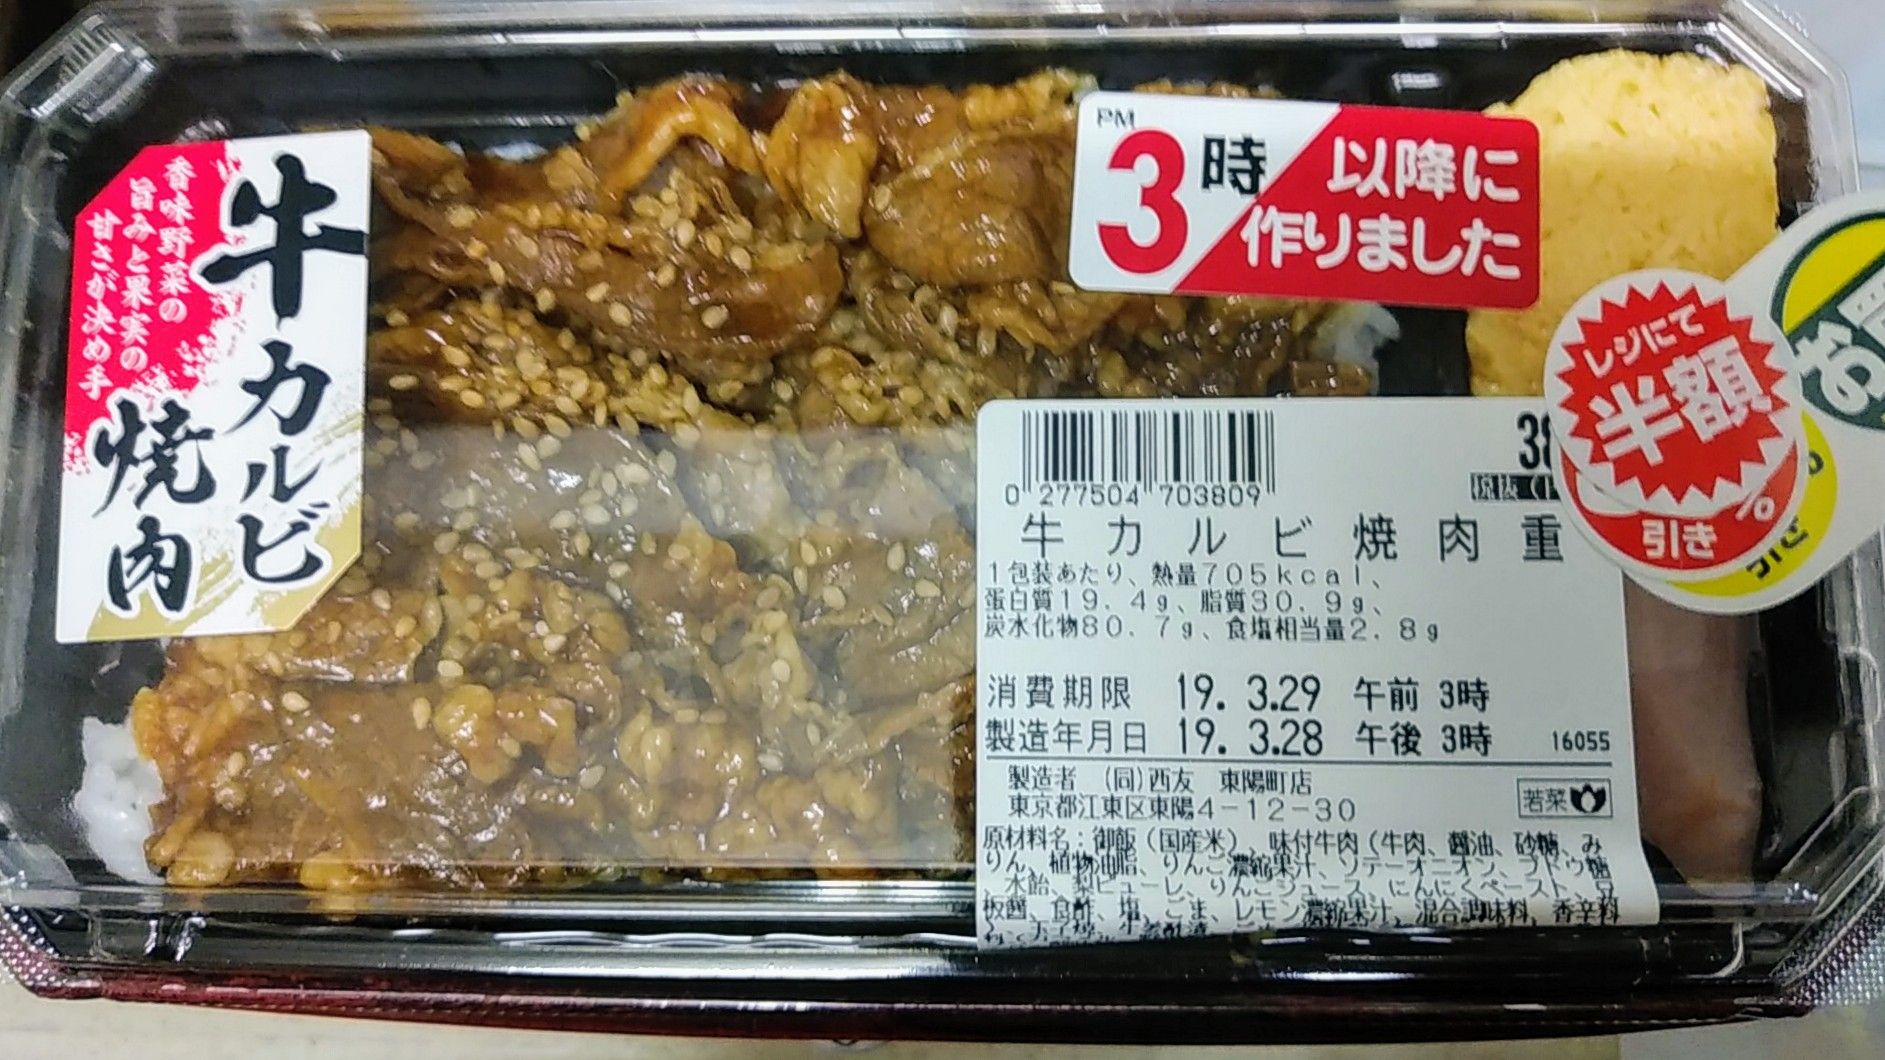 牛カルビ
焼肉
香味野菜の
旨みと果実の
甘さが決め手
PM
3時
以降に
作りました
レジにて
半額
引き
%
引き
お
38
0 277504 703809
税抜
牛カルビ焼肉重
1包装あたり、熱量705kcal、
蛋白質19.4g、脂質30.9g、
炭水化物80.7g、食塩相当量2.8g
消費期限 19.3.29 午前 3時
製造年月日 19.3.28 午後 3時 16055
製造者 (同)西友 東陽町店
東京都江東区東陽4-12-30
若菜
原材料名:御飯(国産米)、味付牛肉(牛肉、醤油、砂糖、み
りん、植物油脂、りんご濃縮果汁、ソテーオニオン、ブドウ糖
、水飴、梨ピューレ、りんごジュース、にんにくペースト、豆
板醤、食酢、塩、ごま、レモン濃縮果汁、混合調味料、香辛料